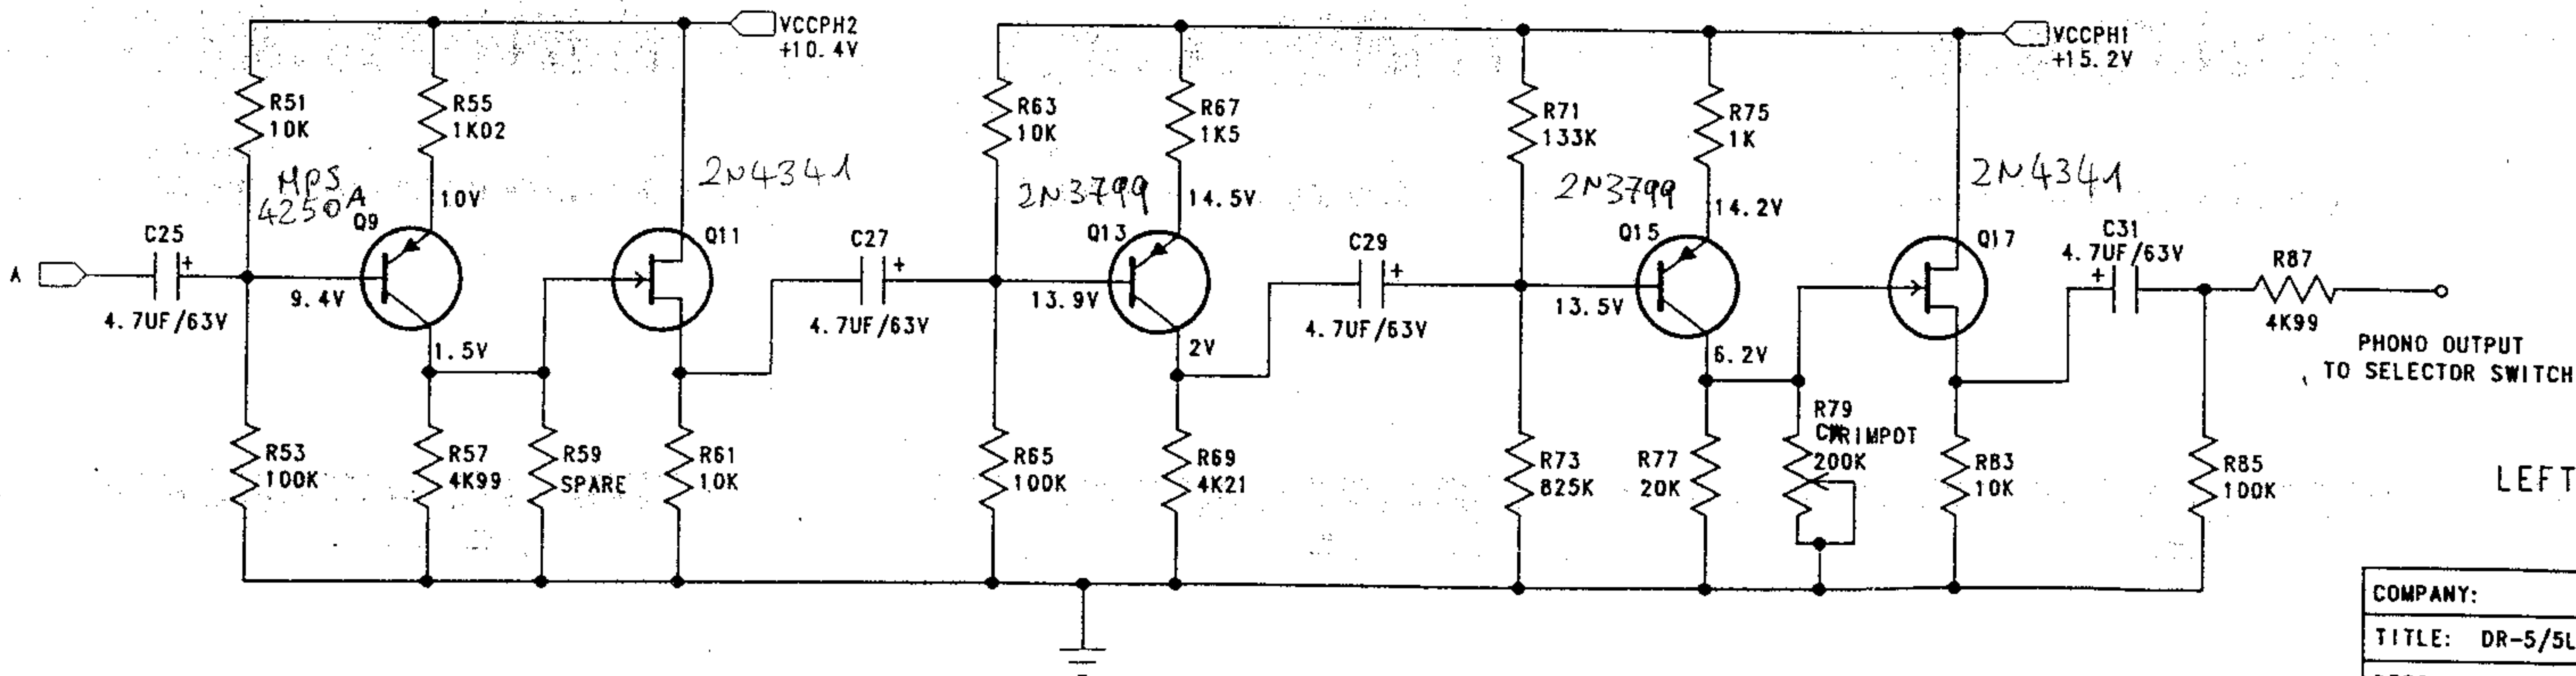 VCCPH2
+10.4V
VCCPH1
+15.2V
R51
10K
R55
1K02
R63
10K
R67
1K5
R71
133K
R75
1K
MPS
4250A
Q9
10V
2N4341
Q11
2N3799
Q13
14.5V
2N3799
Q15
14.2V
2N4341
Q17
A
C25
+
4.7UF/63V
9.4V
1.5V
C27
+
4.7UF/63V
13.9V
2V
C29
+
4.7UF/63V
13.5V
6.2V
C31
4.7UF/63V
+
R87
4K99
PHONO OUTPUT
TO SELECTOR SWITCH
R53
100K
R57
4K99
R59
SPARE
R61
10K
R65
100K
R69
4K21
R73
825K
R77
20K
R79
TRIMPOT
200K
R83
10K
R85
100K
LEFT
COMPANY:
TITLE: DR-5/5L